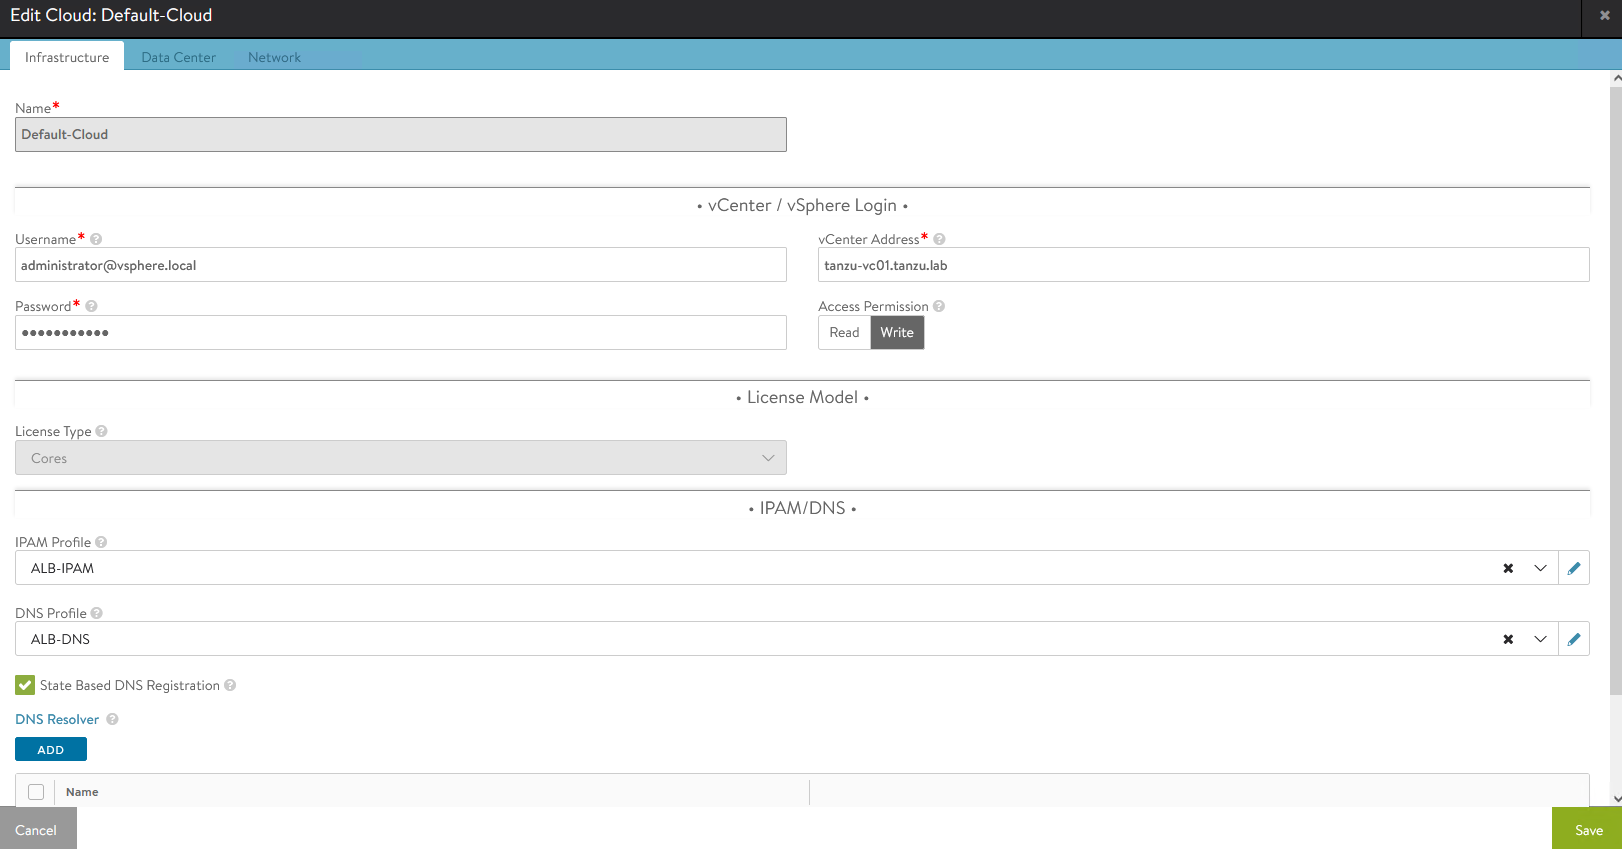 Edit Cloud: Default-Cloud
Infrastructure Data Center Network
Name*
Default-Cloud
• vCenter / vSphere Login •
Username* ? vCenter Address* ?
administrator@vsphere.local tanzu-vc01.tanzu.lab
Password* ? Access Permission ?
••••••••••• Read Write
• License Model •
License Type ?
Cores
• IPAM/DNS •
IPAM Profile ?
ALB-IPAM
DNS Profile ?
ALB-DNS
State Based DNS Registration ?
DNS Resolver ?
ADD
Name
Cancel Save